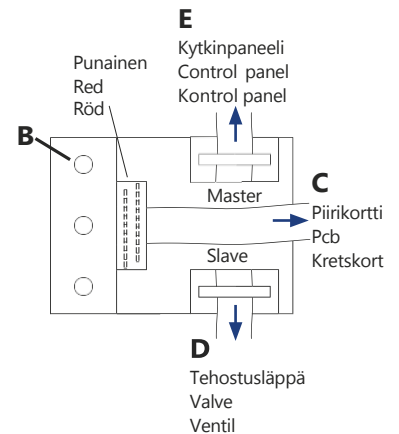 E
Kytkinpaneeli
Control panel
Kontrol panel
Punainen
Red
Röd
B
Master
C
Piirikortti
Pcb
Kretskort
Slave
D
Tehostusläppä
Valve
Ventil